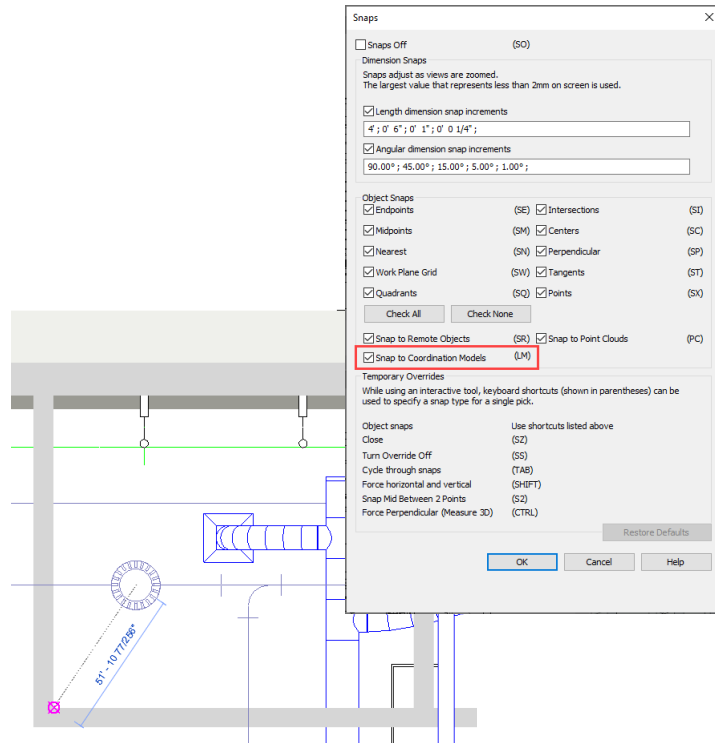 Snaps
Snaps Off (SO)
Dimension Snaps
Snaps adjust as views are zoomed.
The largest value that represents less than 2mm on screen is used.
Length dimension snap increments
4' ; 0' 6" ; 0' 1" ; 0' 0 1/4" ;
Angular dimension snap increments
90.00° ; 45.00° ; 15.00° ; 5.00° ; 1.00° ;
Object Snaps
Endpoints (SE) Intersections (SI)
Midpoints (SM) Centers (SC)
Nearest (SN) Perpendicular (SP)
Work Plane Grid (SW) Tangents (ST)
Quadrants (SQ) Points (SX)
Check All Check None
Snap to Remote Objects (SR) Snap to Point Clouds (PC)
Snap to Coordination Models (LM)
Temporary Overrides
While using an interactive tool, keyboard shortcuts (shown in parentheses) can be
used to specify a snap type for a single pick.
Object snaps Use shortcuts listed above
Close (SZ)
Turn Override Off (SS)
Cycle through snaps (TAB)
Force horizontal and vertical (SHIFT)
Snap Mid Between 2 Points (S2)
Force Perpendicular (Measure 3D) (CTRL)
Restore Defaults
OK Cancel Help
51' - 10 77/256"